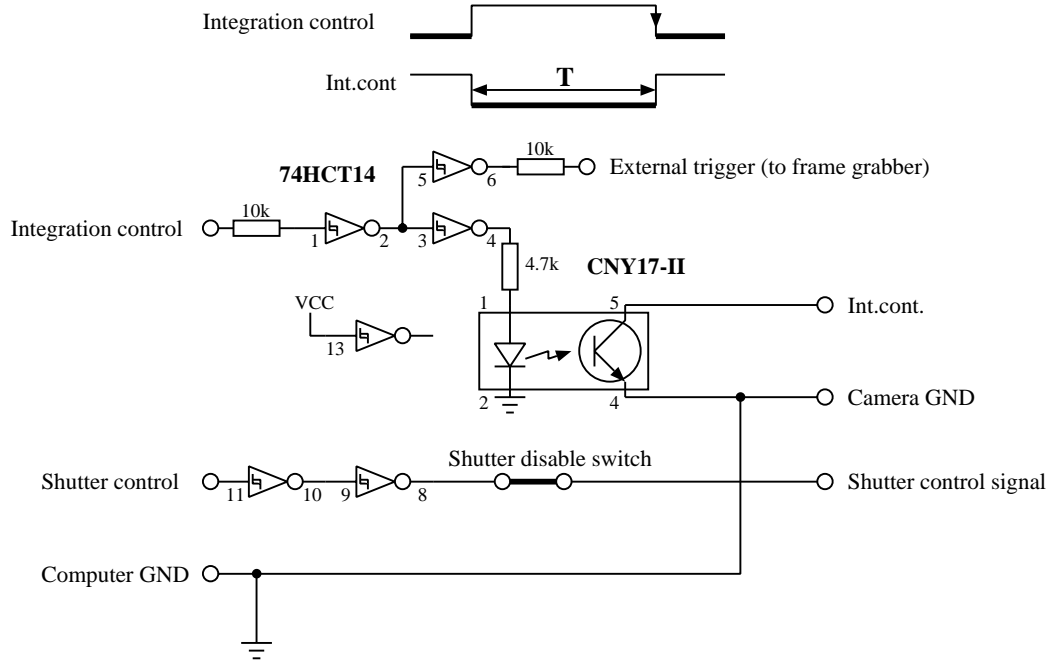 Integration control
Int.cont
T
10k
5
6
External trigger (to frame grabber)
74HCT14
Integration control
10k
1
2
3
4
4.7k
CNY17-II
VCC
13
1
5
Int.cont.
2
4
Camera GND
Shutter control
11
10
9
8
Shutter disable switch
Shutter control signal
Computer GND